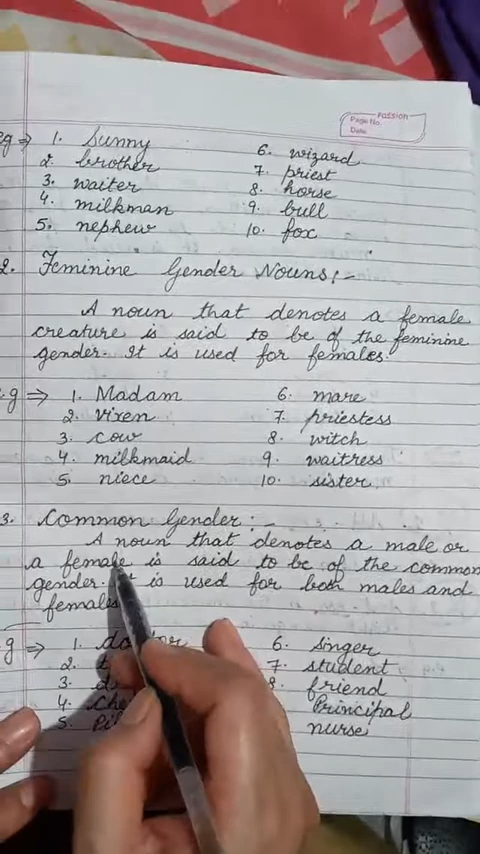 Passion
Page No.
Date
eg ⇒ 1. Sunny 6. wizard
2. brother 7. priest
3. waiter 8. horse
4. milkman 9. bull
5. nephew 10. fox
2. Feminine Gender Nouns:-
A noun that denotes a female
creature is said to be of the feminine
gender. It is used for females.
e.g ⇒ 1. Madam 6. mare
2. vixen 7. priestess
3. cow 8. witch
4. milkmaid 9. waitress
5. niece 10. sister
3. Common Gender:-
A noun that denotes a male or
a female is said to be of the common
gender. is used for both males and
females
g ⇒ 1. 6. singer
2. 7. student
3. 8. friend
4. Principal
5. nurse